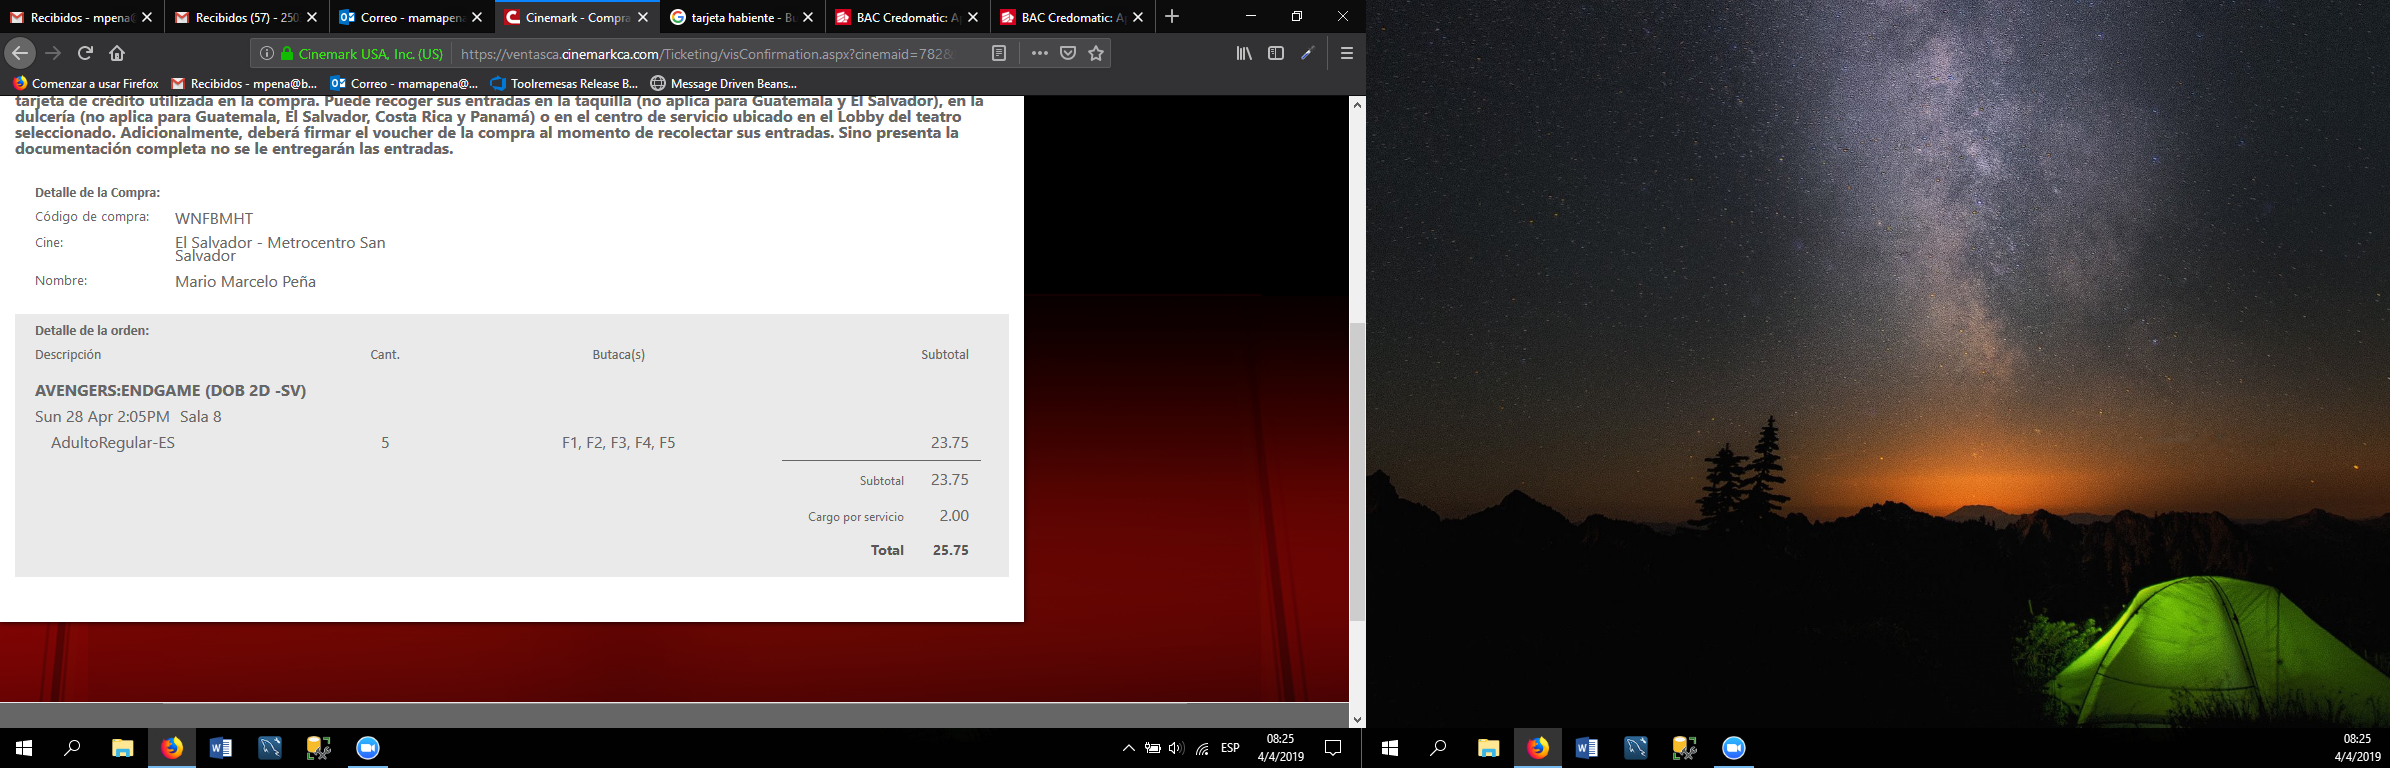 Recibidos - mpena
Recibidos (57) - 250
Correo - mamapena
Cinemark - Compra
tarjeta habiente - B
BAC Credomatic: A
BAC Credomatic: A
Cinemark USA, Inc. (US)
https://ventasca.cinemarkca.com/Ticketing/visConfirmation.aspx?cinemaid=782&
Comenzar a usar Firefox
Recibidos - mpena@b...
Correo - mamapena@...
Toolremesas Release B...
Message Driven Beans...
tarjeta de crédito utilizada en la compra. Puede recoger sus entradas en la taquilla (no aplica para Guatemala y El Salvador), en la
dulcería (no aplica para Guatemala, El Salvador, Costa Rica y Panamá) o en el centro de servicio ubicado en el Lobby del teatro
seleccionado. Adicionalmente, deberá firmar el voucher de la compra al momento de recolectar sus entradas. Sino presenta la
documentación completa no se le entregarán las entradas.
Detalle de la Compra:
Código de compra: WNFBMHT
Cine: El Salvador - Metrocentro San
Salvador
Nombre: Mario Marcelo Peña
Detalle de la orden:
Descripción Cant. Butaca(s) Subtotal
AVENGERS:ENDGAME (DOB 2D -SV)
Sun 28 Apr 2:05PM Sala 8
AdultoRegular-ES 5 F1, F2, F3, F4, F5 23.75
Subtotal 23.75
Cargo por servicio 2.00
Total 25.75
ESP
08:25
4/4/2019
08:25
4/4/2019